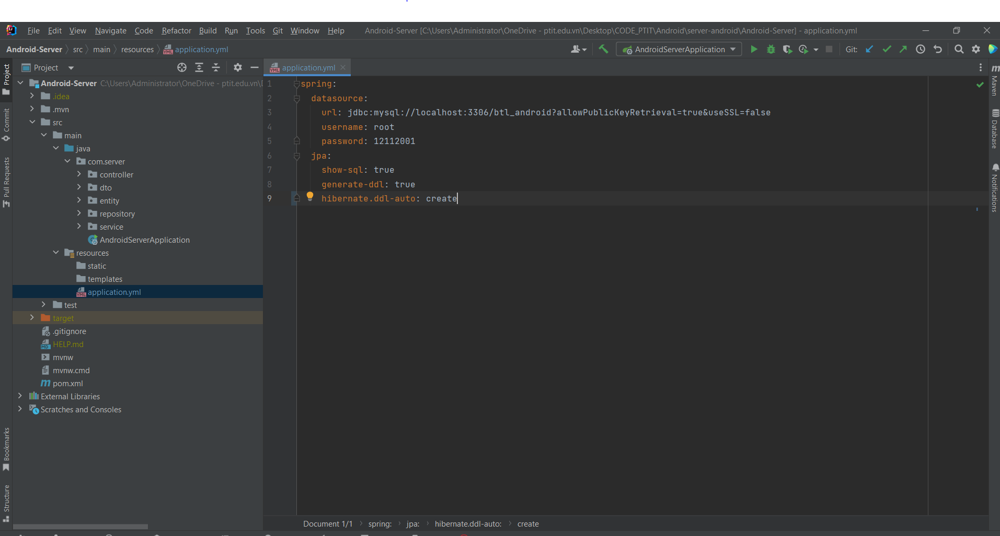 File Edit View Navigate Code Refactor Build Run Tools Git Window Help Android-Server [C:\Users\Administrator\OneDrive - ptit.edu.vn\Desktop\CODE_PTIT\Android\server-android\Android-Server] - application.yml
Android-Server src main resources application.yml AndroidServerApplication Git:
Project
application.yml
Android-Server C:\Users\Administrator\OneDrive - ptit.edu.vn\
.idea
.mvn
src
main
java
com.server
controller
dto
entity
repository
service
AndroidServerApplication
resources
static
templates
application.yml
test
target
.gitignore
HELP.md
mvnw
mvnw.cmd
pom.xml
External Libraries
Scratches and Consoles
1 spring:
2 datasource:
3 url: jdbc:mysql://localhost:3306/btl_android?allowPublicKeyRetrieval=true&useSSL=false
4 username: root
5 password: 12112001
6 jpa:
7 show-sql: true
8 generate-ddl: true
9 hibernate.ddl-auto: create
Document 1/1 spring: jpa: hibernate.ddl-auto: create
Project
Commit
Pull Requests
Bookmarks
Structure
Maven
Database
Notifications